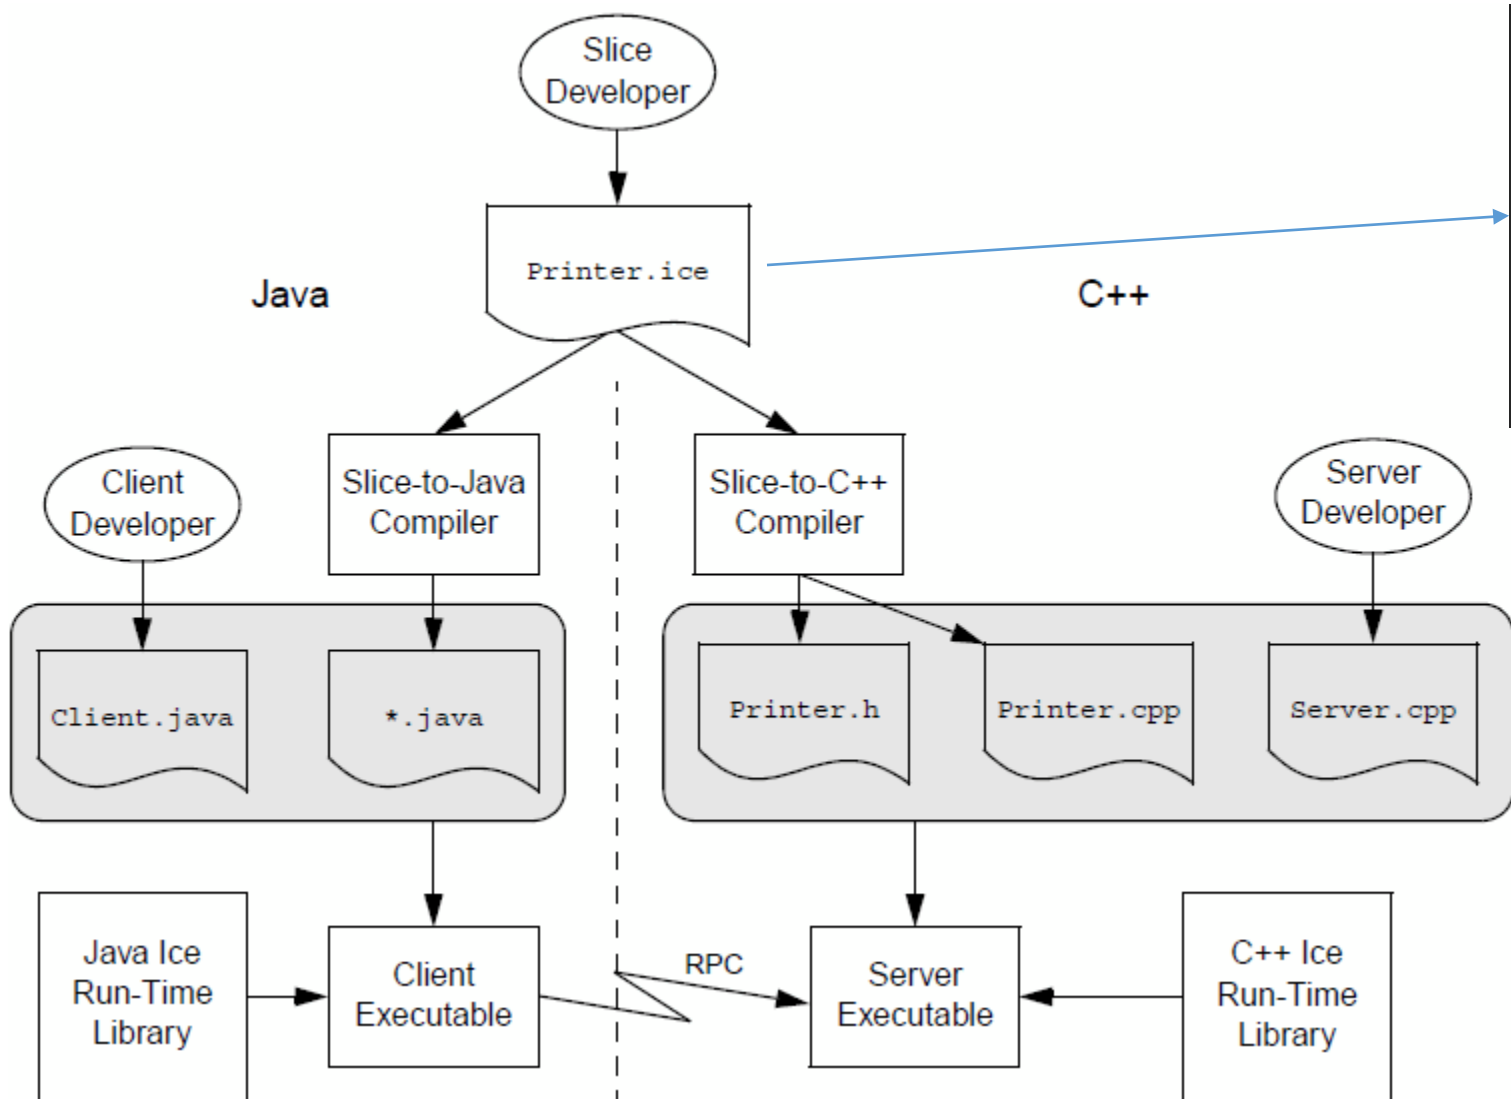 Slice
Developer
Printer.ice
Java
C++
Client
Developer
Slice-to-Java
Compiler
Slice-to-C++
Compiler
Server
Developer
Client.java
*.java
Printer.h
Printer.cpp
Server.cpp
Java Ice
Run-Time
Library
Client
Executable
RPC
Server
Executable
C++ Ice
Run-Time
Library